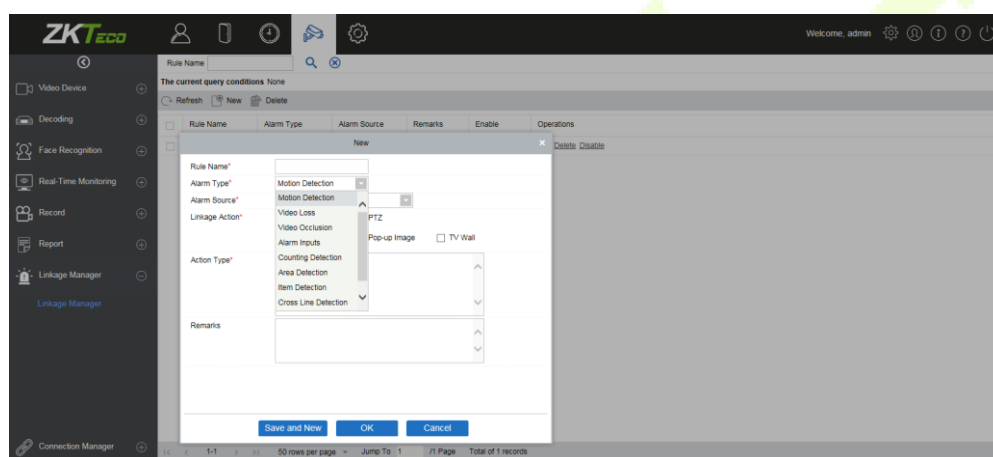 ZKTECO
Welcome, admin
Rule Name
The current query conditions None
Refresh New Delete
Rule Name Alarm Type Alarm Source Remarks Enable Operations
Delete Disable
Video Device
Decoding
Face Recognition
Real-Time Monitoring
Record
Report
Linkage Manager
Linkage Manager
Connection Manager
New
Rule Name*
Alarm Type* Motion Detection
Alarm Source*
Linkage Action* PTZ
Pop-up Image TV Wall
Motion Detection
Video Loss
Video Occlusion
Alarm Inputs
Counting Detection
Area Detection
Item Detection
Cross Line Detection
Action Type*
Remarks
Save and New OK Cancel
1-1 50 rows per page Jump To 1 /1 Page Total of 1 records